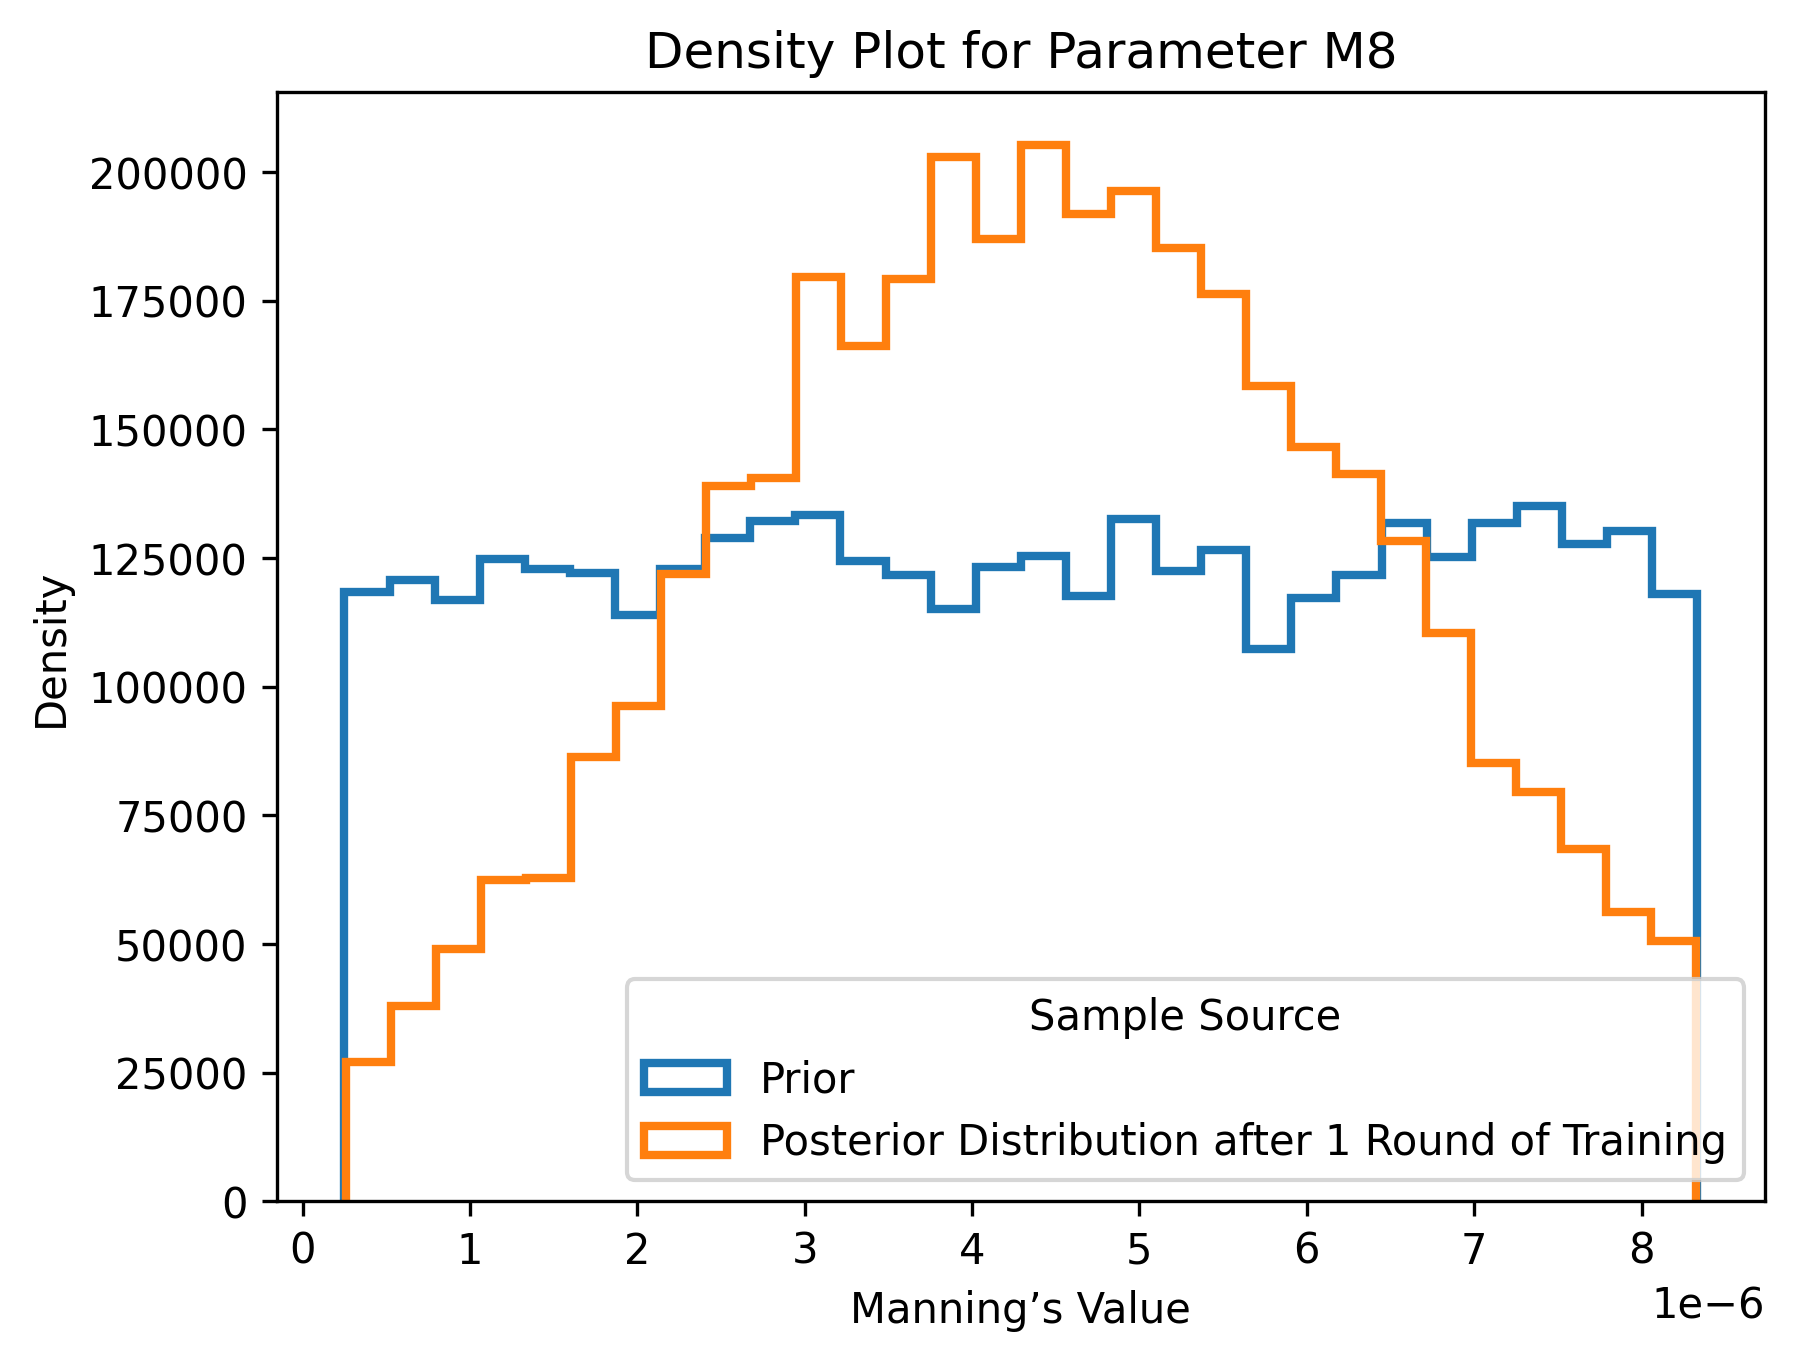 Density Plot for Parameter M8
200000
175000
150000
125000
100000
75000
50000
25000
0
Density
Sample Source
Prior
Posterior Distribution after 1 Round of Training
0 1 2 3 4 5 6 7 8
1e−6
Manning’s Value